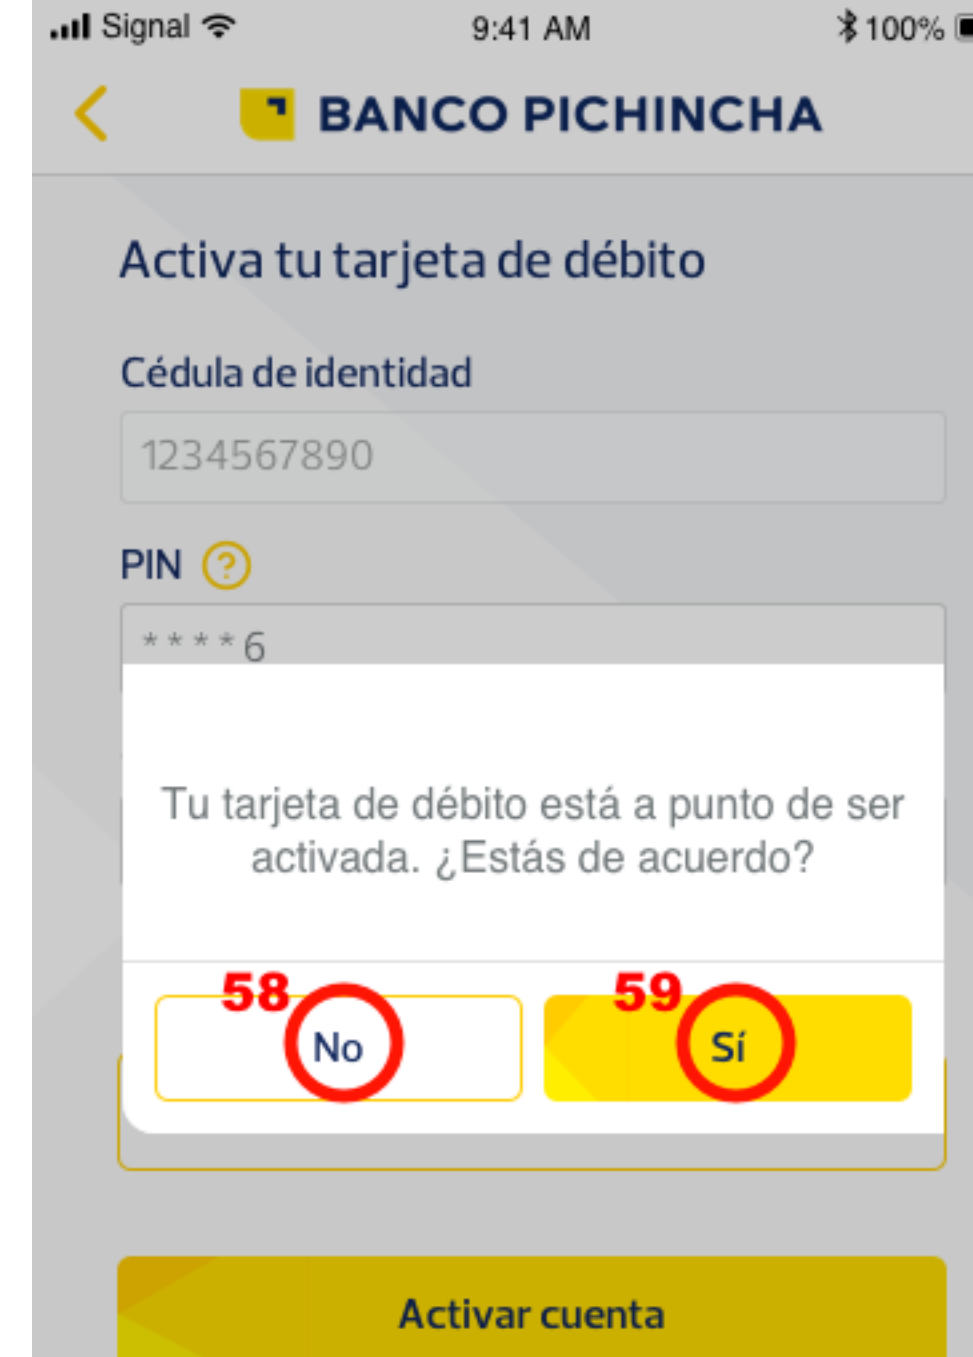 Signal 9:41 AM 100%
BANCO PICHINCHA
Activa tu tarjeta de débito
Cédula de identidad
1234567890
PIN ?
****6
Tu tarjeta de débito está a punto de ser
activada. ¿Estás de acuerdo?
58 59
No Sí
Activar cuenta